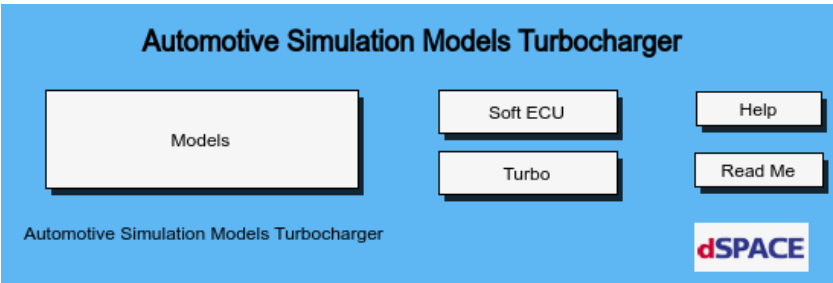 Automotive Simulation Models Turbocharger
Models
Soft ECU
Turbo
Help
Read Me
Automotive Simulation Models Turbocharger
dSPACE